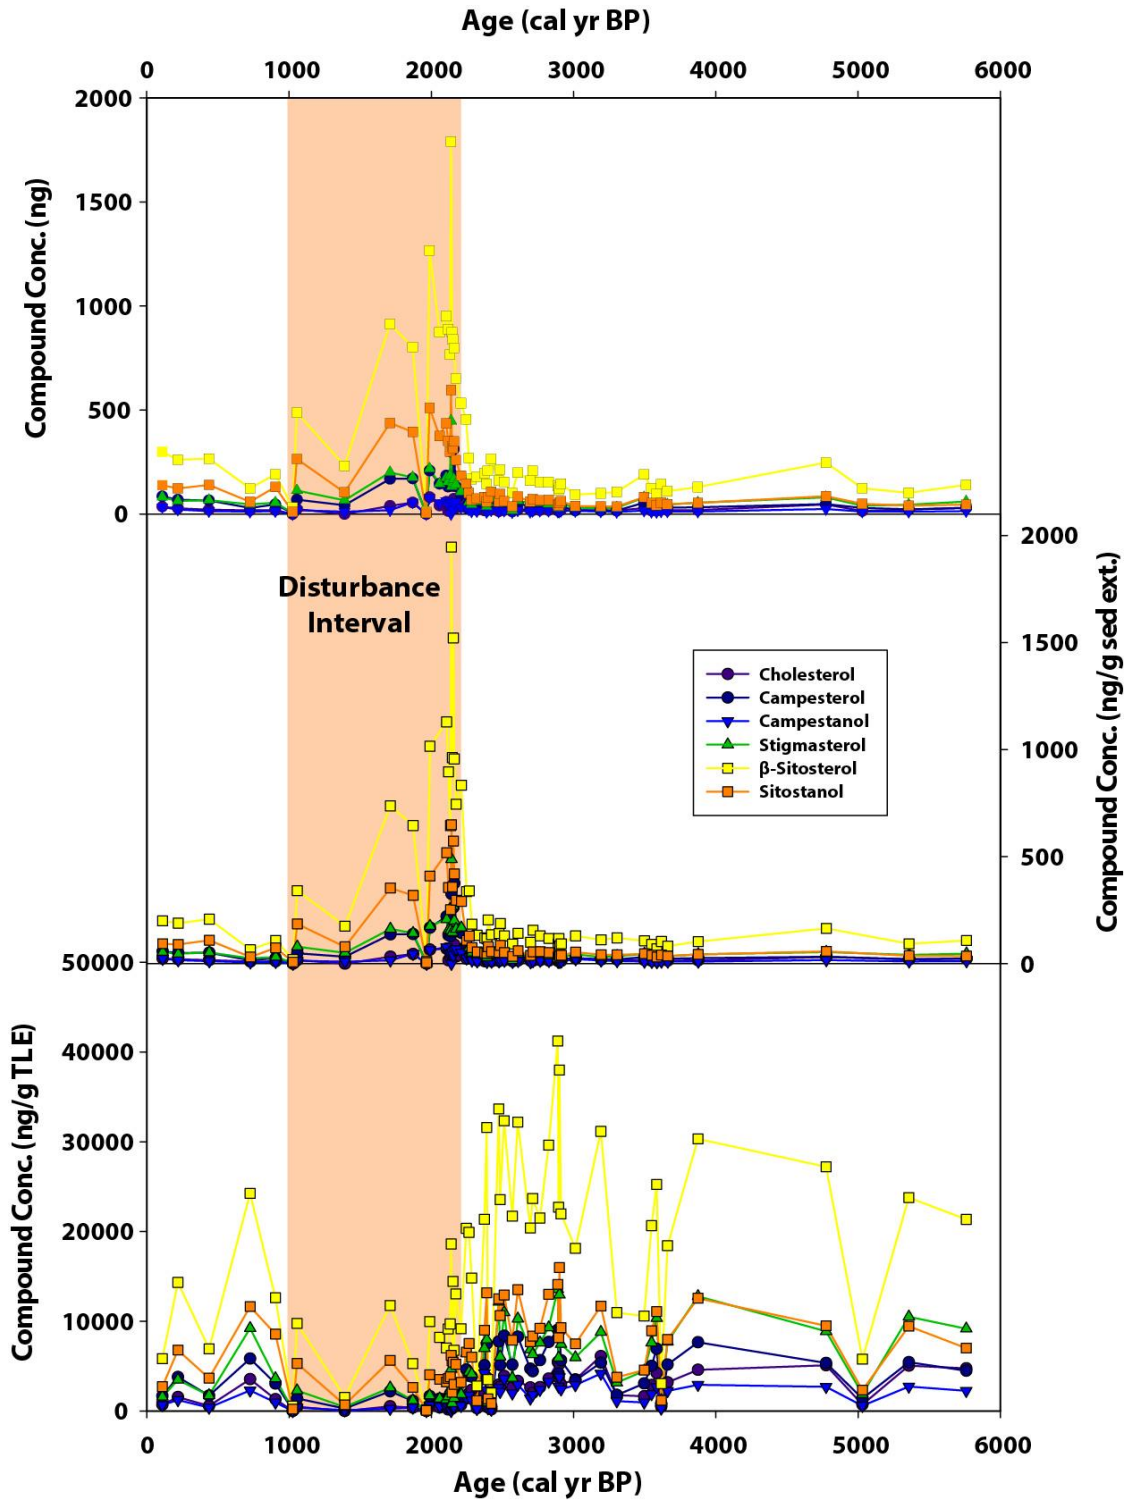 Age (cal yr BP)
0 1000 2000 3000 4000 5000 6000
2000
1500
1000
500
0
Compound Conc. (ng)
Disturbance
Interval
2000
1500
1000
500
0
Compound Conc. (ng/g sed ext.)
Cholesterol
Campesterol
Campestanol
Stigmasterol
β-Sitosterol
Sitostanol
50000
40000
30000
20000
10000
0
Compound Conc. (ng/g TLE)
0 1000 2000 3000 4000 5000 6000
Age (cal yr BP)